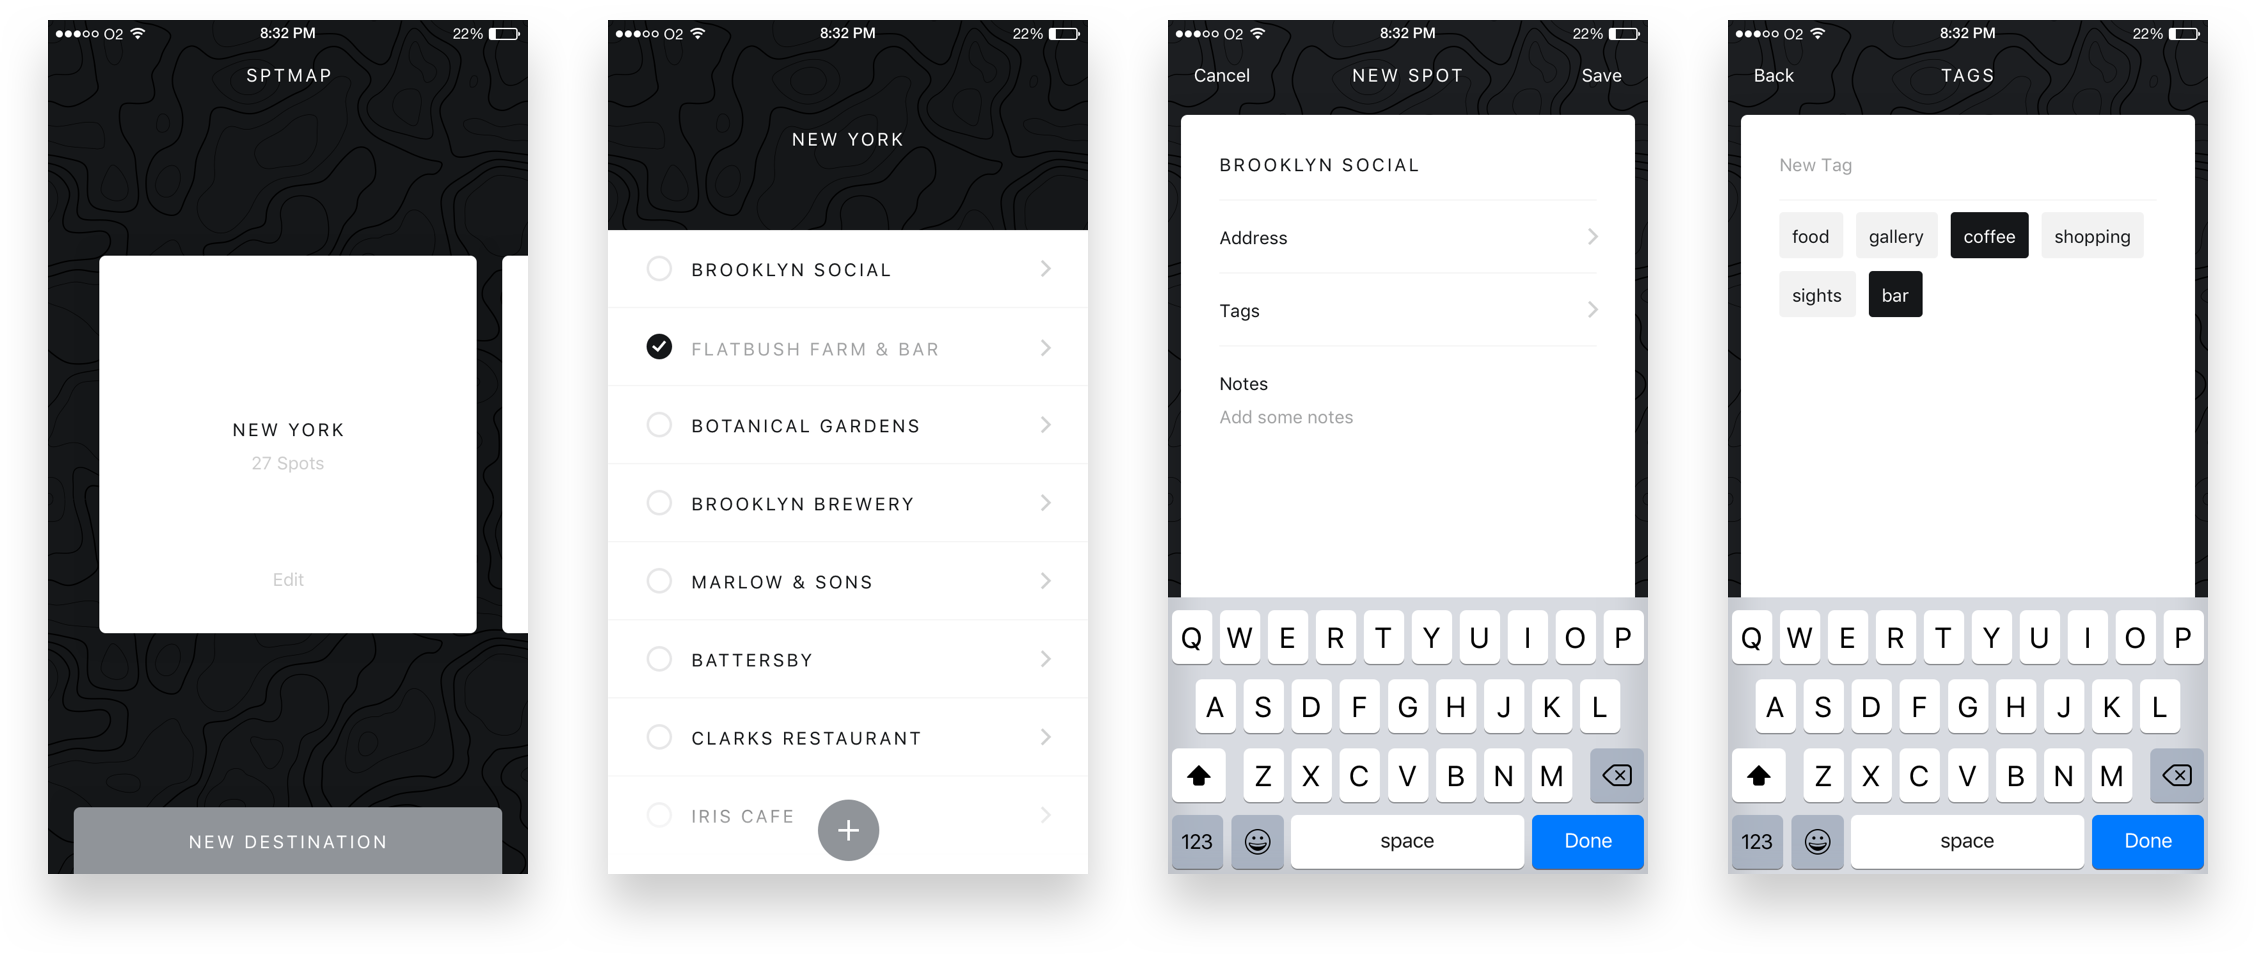 O2 8:32 PM 22%
SPTMAP
NEW YORK
27 Spots
Edit
NEW DESTINATION
O2 8:32 PM 22%
NEW YORK
BROOKLYN SOCIAL
FLATBUSH FARM & BAR
BOTANICAL GARDENS
BROOKLYN BREWERY
MARLOW & SONS
BATTERSBY
CLARKS RESTAURANT
IRIS CAFE
O2 8:32 PM 22%
Cancel NEW SPOT Save
BROOKLYN SOCIAL
Address
Tags
Notes
Add some notes
Q W E R T Y U I O P
A S D F G H J K L
Z X C V B N M
123 space Done
O2 8:32 PM 22%
Back TAGS
New Tag
food gallery coffee shopping
sights bar
Q W E R T Y U I O P
A S D F G H J K L
Z X C V B N M
123 space Done